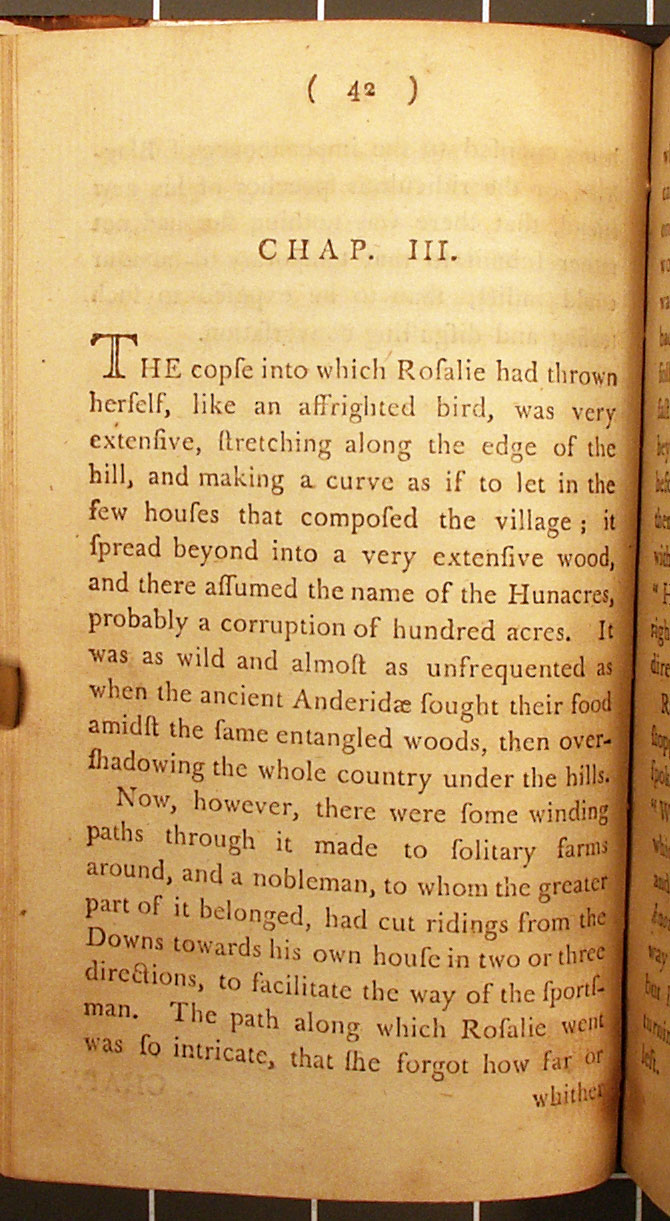 ( 42 )
CHAP. III.
THE copſe into which Roſalie had thrown
herſelf, like an affrighted bird, was very
extenſive, ſtretching along the edge of the
hill, and making a curve as if to let in the
few houſes that compoſed the village ; it
ſpread beyond into a very extenſive wood,
and there aſſumed the name of the Hunacres,
probably a corruption of hundred acres. It
was as wild and almoſt as unfrequented as
when the ancient Anderidæ ſought their food
amidſt the ſame entangled woods, then over-
ſhadowing the whole country under the hills.
Now, however, there were ſome winding
paths through it made to ſolitary farms
around, and a nobleman, to whom the greater
part of it belonged, had cut ridings from the
Downs towards his own houſe in two or three
directions, to facilitate the way of the ſportſ-
man. The path along which Roſalie went
was ſo intricate, that ſhe forgot how far or
whither